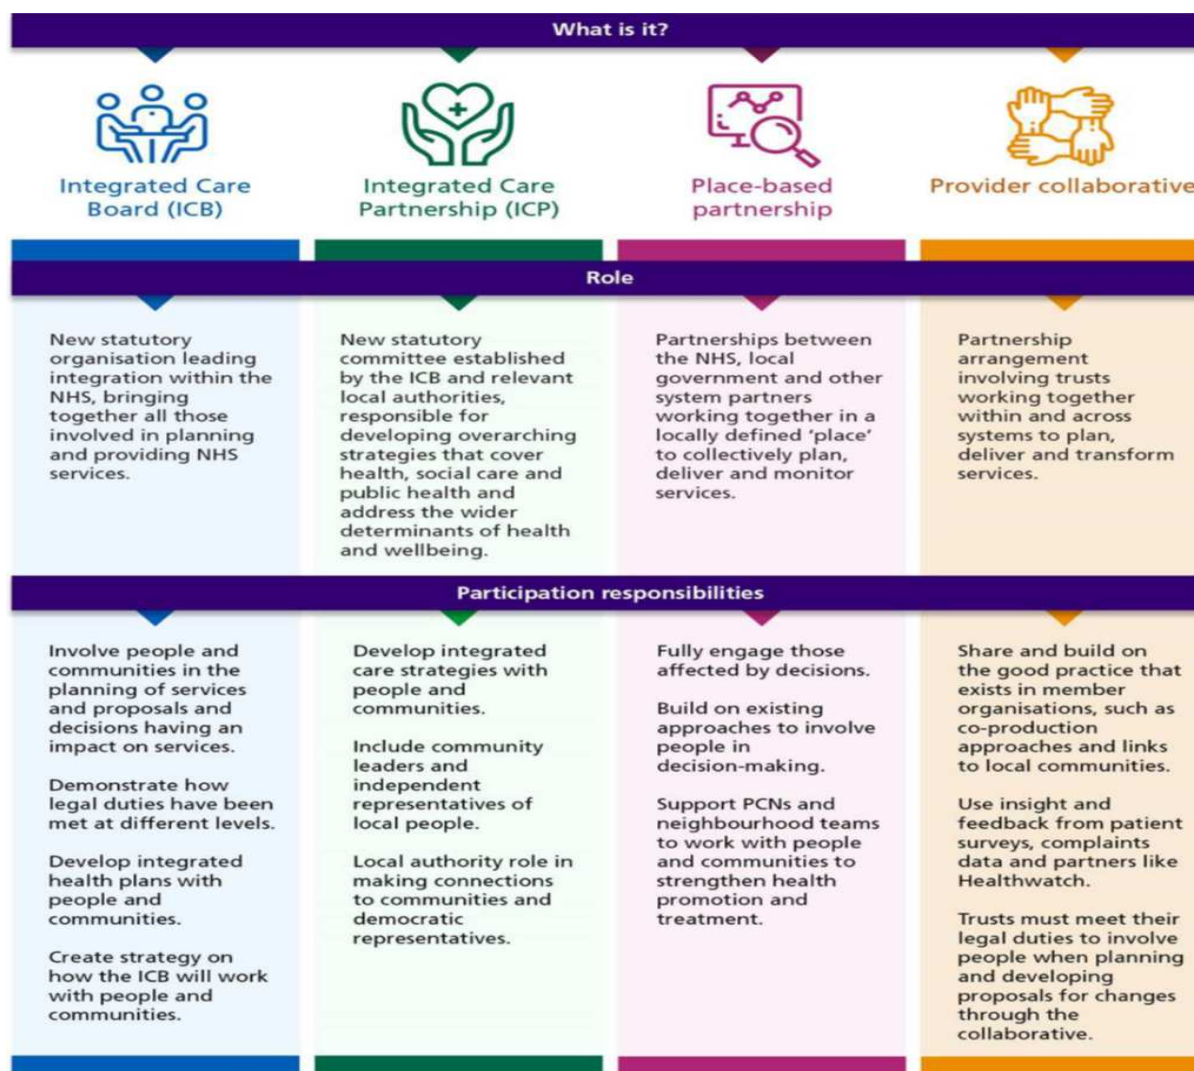 What is it?
Integrated Care
Board (ICB)
Integrated Care
Partnership (ICP)
Place-based
partnership
Provider collaborative
Role
New statutory
organisation leading
integration within the
NHS, bringing
together all those
involved in planning
and providing NHS
services.
New statutory
committee established
by the ICB and relevant
local authorities,
responsible for
developing overarching
strategies that cover
health, social care and
public health and
address the wider
determinants of health
and wellbeing.
Partnerships between
the NHS, local
government and other
system partners
working together in a
locally defined ‘place’
to collectively plan,
deliver and monitor
services.
Partnership
arrangement
involving trusts
working together
within and across
systems to plan,
deliver and transform
services.
Participation responsibilities
Involve people and
communities in the
planning of services
and proposals and
decisions having an
impact on services.
Demonstrate how
legal duties have been
met at different levels.
Develop integrated
health plans with
people and
communities.
Create strategy on
how the ICB will work
with people and
communities.
Develop integrated
care strategies with
people and
communities.
Include community
leaders and
independent
representatives of
local people.
Local authority role in
making connections
to communities and
democratic
representatives.
Fully engage those
affected by decisions.
Build on existing
approaches to involve
people in
decision-making.
Support PCNs and
neighbourhood teams
to work with people
and communities to
strengthen health
promotion and
treatment.
Share and build on
the good practice that
exists in member
organisations, such as
co-production
approaches and links
to local communities.
Use insight and
feedback from patient
surveys, complaints
data and partners like
Healthwatch.
Trusts must meet their
legal duties to involve
people when planning
and developing
proposals for changes
through the
collaborative.